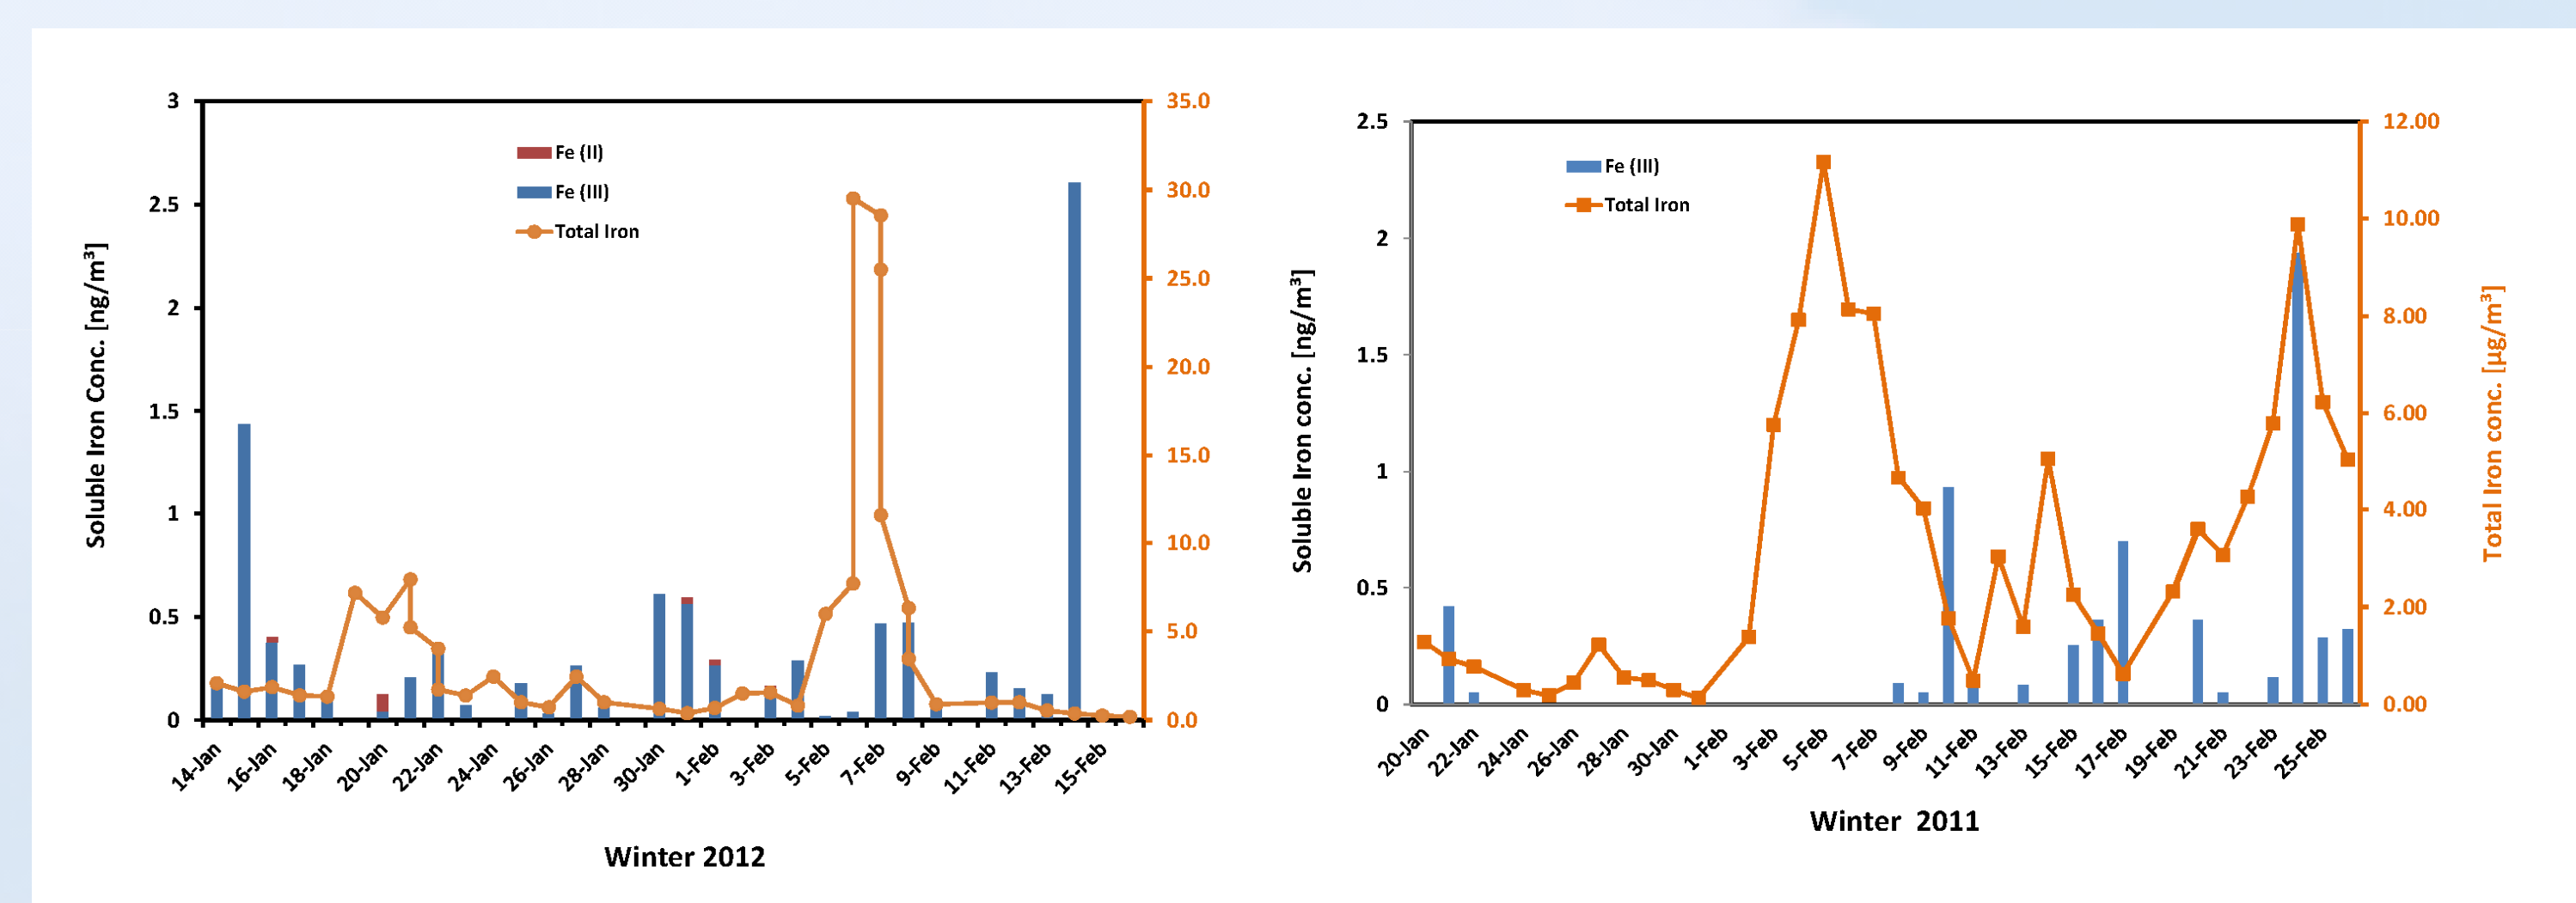 Soluble Iron Conc. [ng/m³]
3
2.5
2
1.5
1
0.5
0
Fe (II)
Fe (III)
Total Iron
35.0
30.0
25.0
20.0
15.0
10.0
5.0
0.0
14-Jan
16-Jan
18-Jan
20-Jan
22-Jan
24-Jan
26-Jan
28-Jan
30-Jan
1-Feb
3-Feb
5-Feb
7-Feb
9-Feb
11-Feb
13-Feb
15-Feb
Winter 2012
Soluble Iron conc. [ng/m³]
2.5
2
1.5
1
0.5
0
Fe (III)
Total Iron
12.00
10.00
8.00
6.00
4.00
2.00
0.00
Total Iron conc. [µg/m³]
20-Jan
22-Jan
24-Jan
26-Jan
28-Jan
30-Jan
1-Feb
3-Feb
5-Feb
7-Feb
9-Feb
11-Feb
13-Feb
15-Feb
17-Feb
19-Feb
21-Feb
23-Feb
25-Feb
Winter 2011